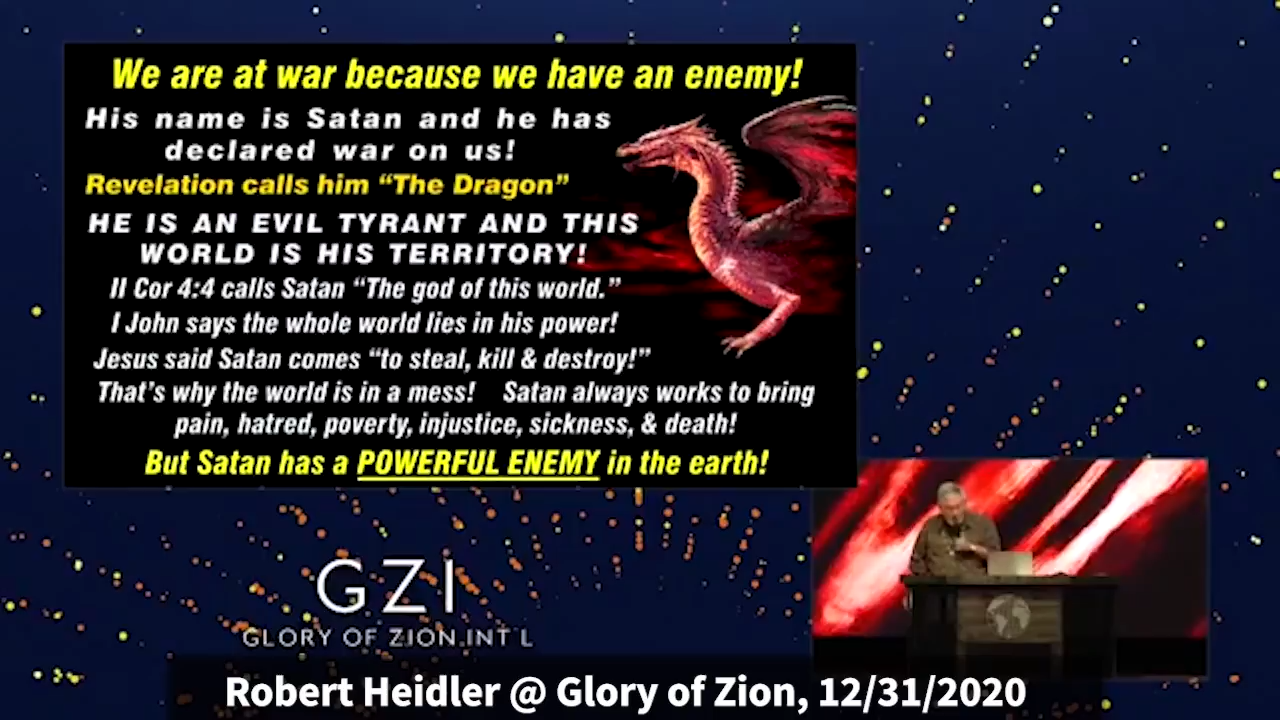 We are at war because we have an enemy!
His name is Satan and he has
declared war on us!
Revelation calls him “The Dragon”
HE IS AN EVIL TYRANT AND THIS
WORLD IS HIS TERRITORY!
II Cor 4:4 calls Satan “The god of this world.”
I John says the whole world lies in his power!
Jesus said Satan comes “to steal, kill & destroy!”
That’s why the world is in a mess! Satan always works to bring
pain, hatred, poverty, injustice, sickness, & death!
But Satan has a POWERFUL ENEMY in the earth!
GZI
GLORY OF ZION INT'L
Robert Heidler @ Glory of Zion, 12/31/2020